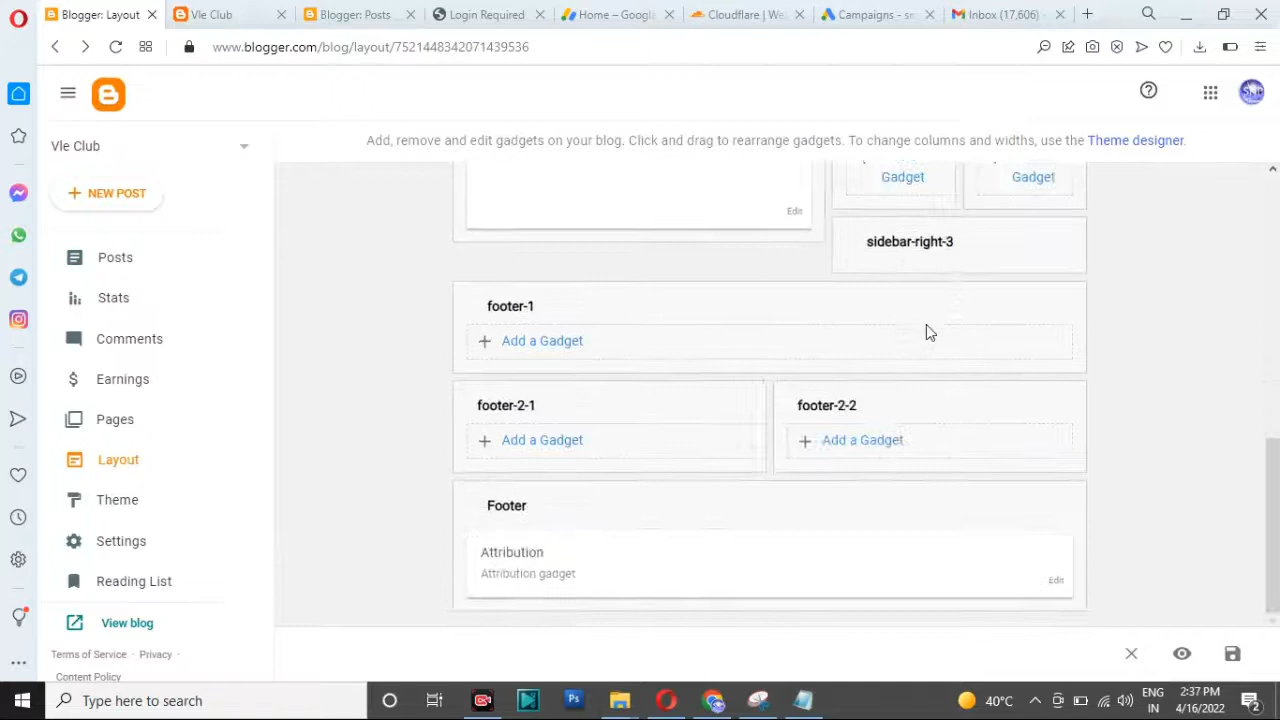 Blogger: Layout
Vle Club
Blogger: Posts
Login Required
Home – Googl
Cloudflare | We
Campaigns - se
Inbox (17,606)
www.blogger.com/blog/layout/7521448342071439536
Vle Club
Add, remove and edit gadgets on your blog. Click and drag to rearrange gadgets. To change columns and widths, use the Theme designer.
+ NEW POST
Gadget
Gadget
Edit
sidebar-right-3
Posts
Stats
footer-1
Comments
+ Add a Gadget
Earnings
footer-2-1
footer-2-2
Pages
+ Add a Gadget
+ Add a Gadget
Layout
Theme
Footer
Settings
Attribution
Attribution gadget
Edit
Reading List
View blog
Terms of Service · Privacy ·
Content Policy
Type here to search
Ps
40°C
ENG
IN
2:37 PM
4/16/2022
2